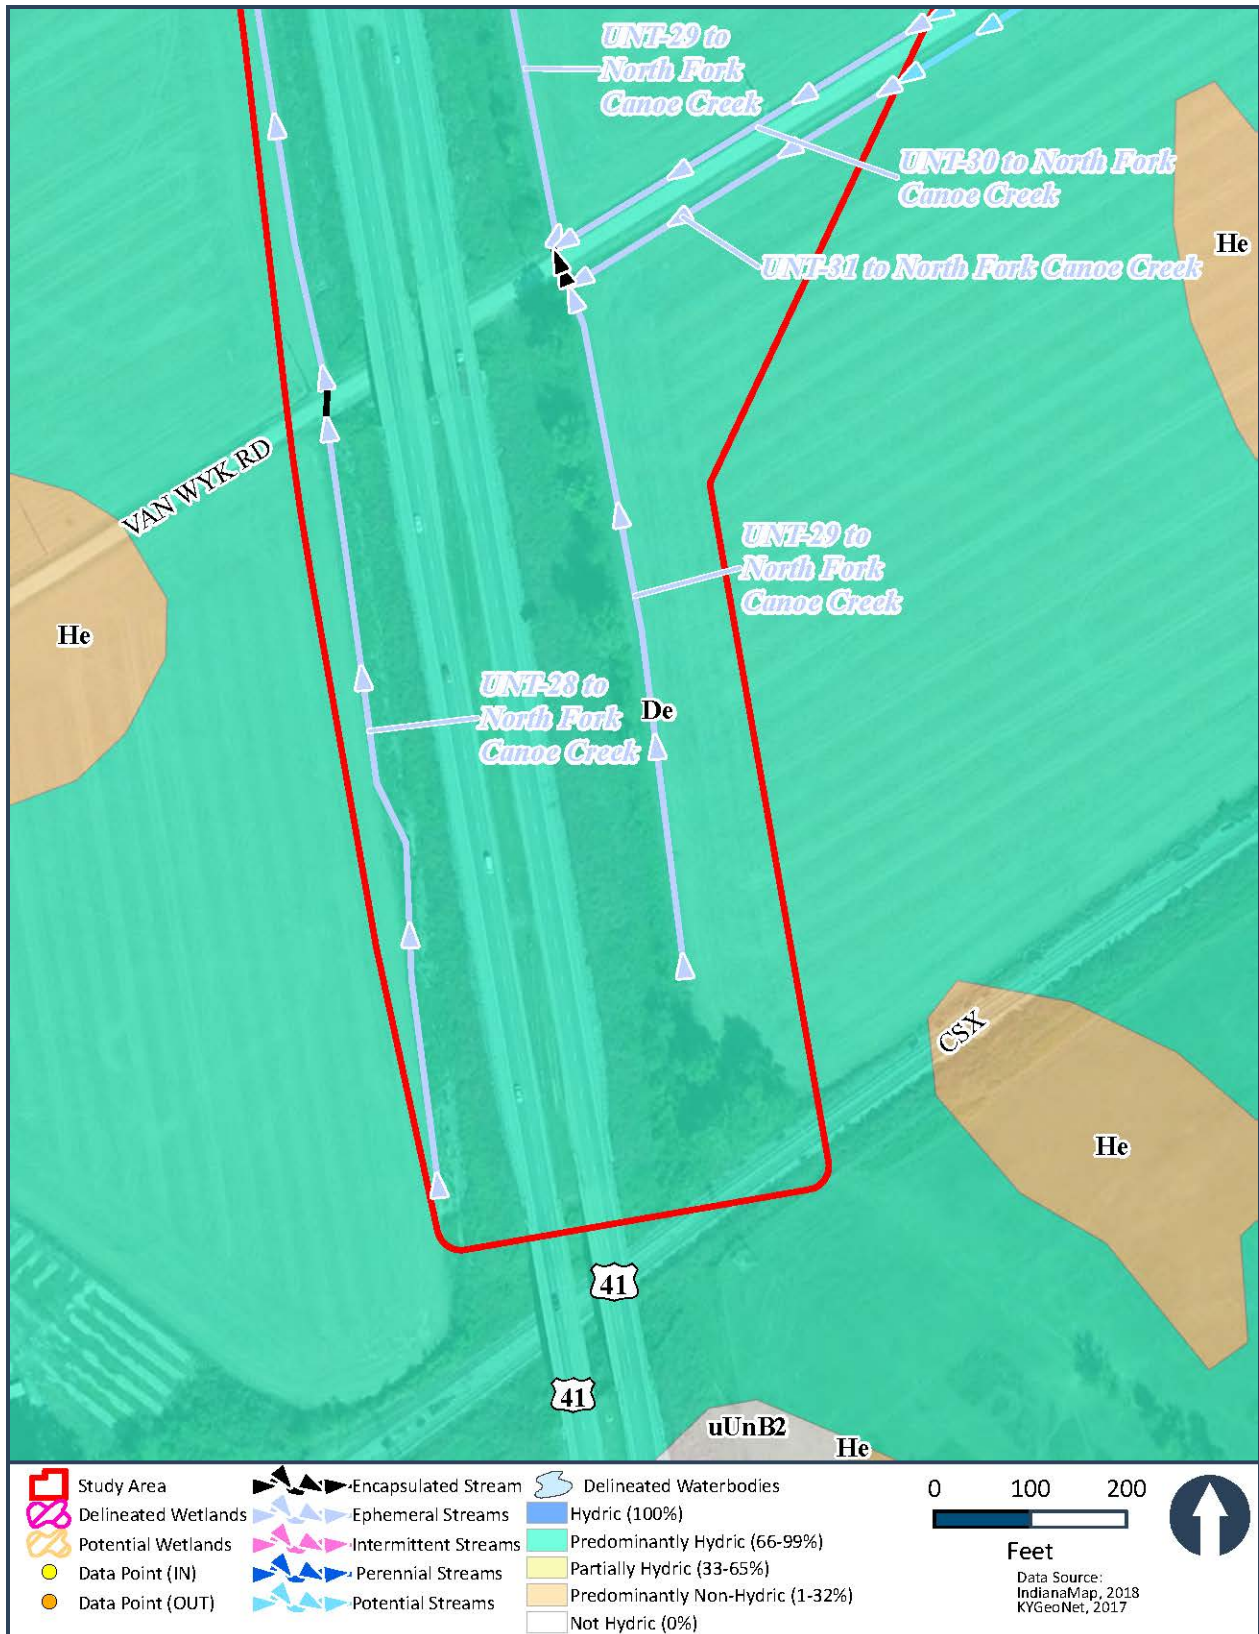 UNT-29 to
North Fork
Canoe Creek
UNT-30 to North Fork
Canoe Creek
He
UNT-31 to North Fork Canoe Creek
VAN WYK RD
UNT-29 to
North Fork
Canoe Creek
He
UNT-28 to
North Fork
Canoe Creek
De
CSX
He
41
41
uUnB2
He
Study Area
Delineated Wetlands
Potential Wetlands
Data Point (IN)
Data Point (OUT)
Encapsulated Stream
Ephemeral Streams
Intermittent Streams
Perennial Streams
Potential Streams
Delineated Waterbodies
Hydric (100%)
Predominantly Hydric (66-99%)
Partially Hydric (33-65%)
Predominantly Non-Hydric (1-32%)
Not Hydric (0%)
0 100 200
Feet
Data Source:
IndianaMap, 2018
KYGeoNet, 2017